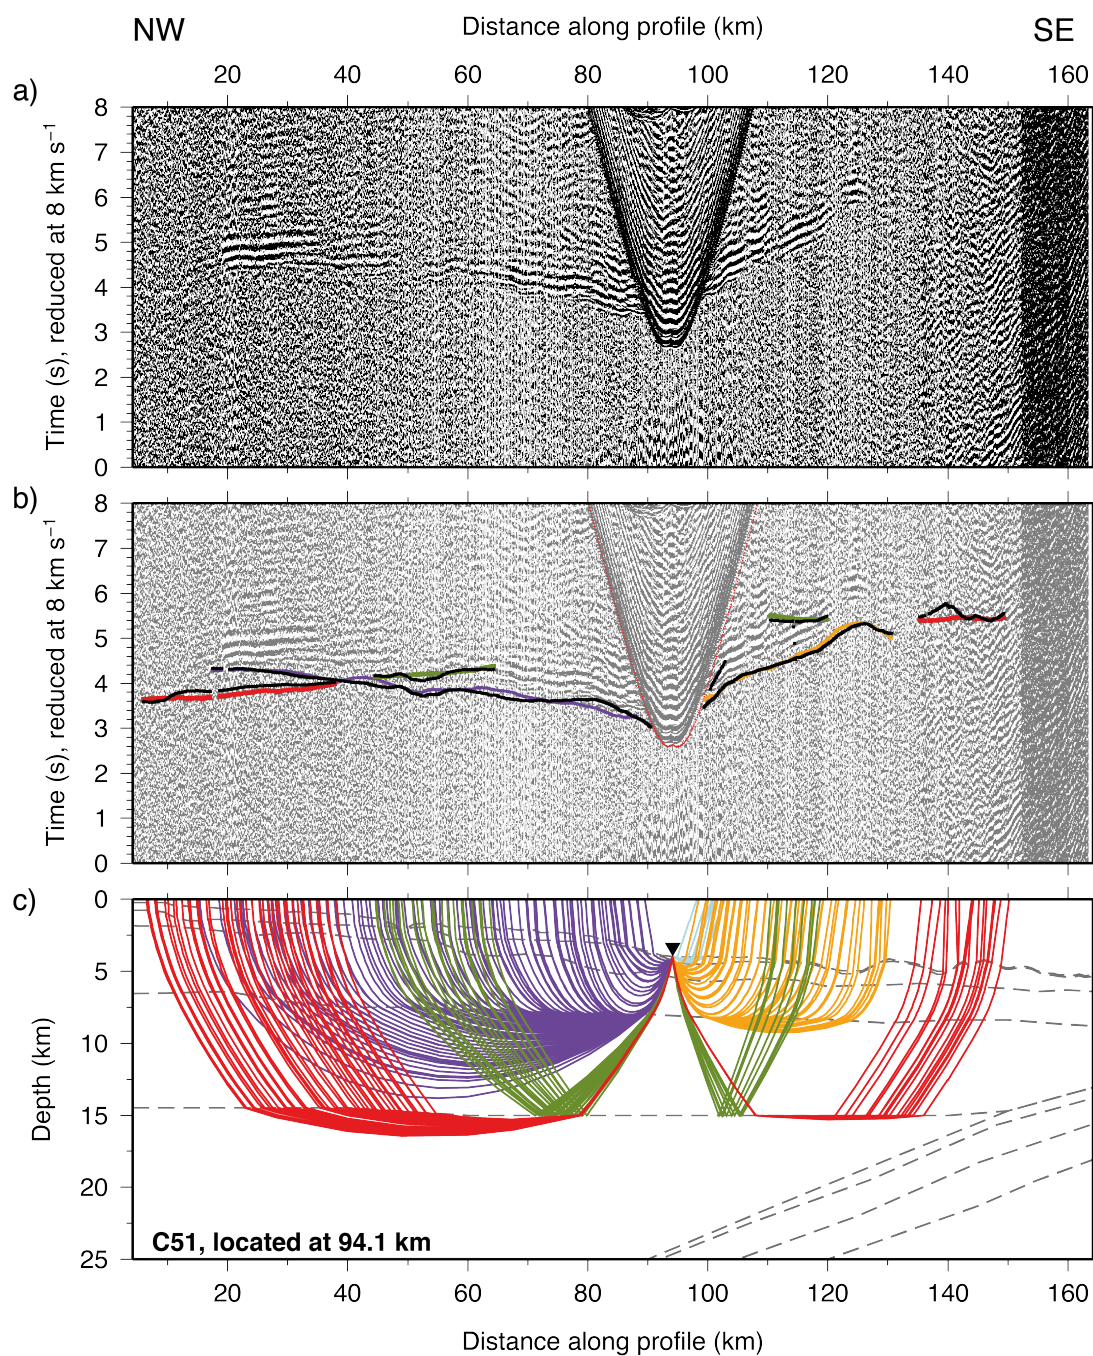 NW Distance along profile (km) SE
20 40 60 80 100 120 140 160
a)
8
7
6
5
4
3
2
1
0
Time (s), reduced at 8 km s⁻¹
b)
8
7
6
5
4
3
2
1
0
Time (s), reduced at 8 km s⁻¹
c)
0
5
10
15
20
25
Depth (km)
C51, located at 94.1 km
20 40 60 80 100 120 140 160
Distance along profile (km)